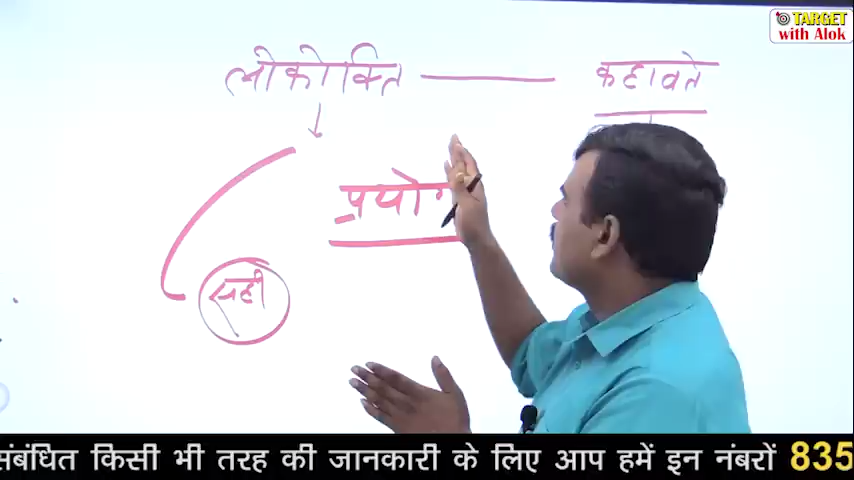 TARGET
with Alok
लोकोक्ति — कहावतें
प्रयोग
सही
संबंधित किसी भी तरह की जानकारी के लिए आप हमें इन नंबरों 835